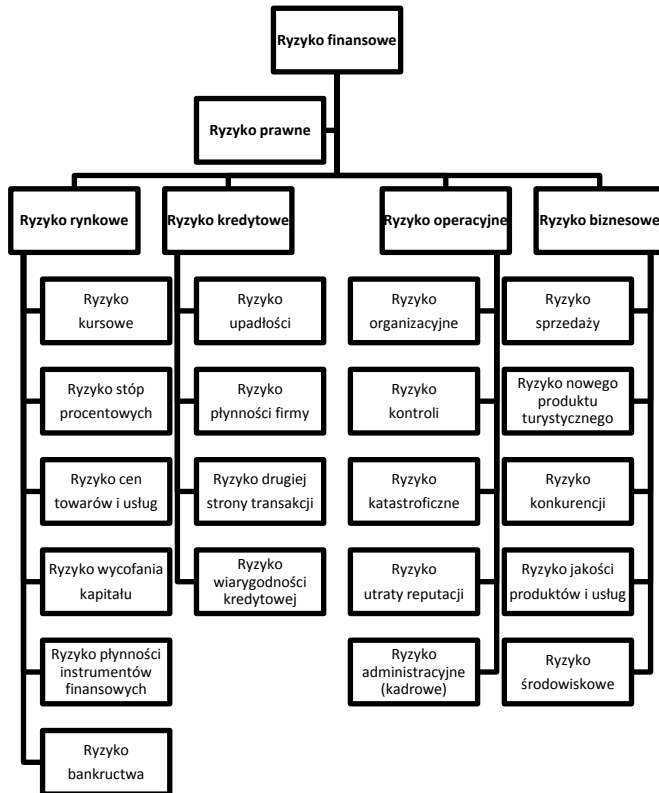 Ryzyko finansowe
Ryzyko prawne
Ryzyko rynkowe
Ryzyko kredytowe
Ryzyko operacyjne
Ryzyko biznesowe
Ryzyko
kursowe
Ryzyko stóp
procentowych
Ryzyko cen
towarów i usług
Ryzyko wycofania
kapitału
Ryzyko płynności
instrumentów
finansowych
Ryzyko
bankructwa
Ryzyko
upadłości
Ryzyko
płynności firmy
Ryzyko drugiej
strony transakcji
Ryzyko
wiarygodności
kredytowej
Ryzyko
organizacyjne
Ryzyko
kontroli
Ryzyko
katastroficzne
Ryzyko
utraty reputacji
Ryzyko
administracyjne
(kadrowe)
Ryzyko
sprzedaży
Ryzyko nowego
produktu
turystycznego
Ryzyko
konkurencji
Ryzyko jakości
produktów i usług
Ryzyko
środowiskowe